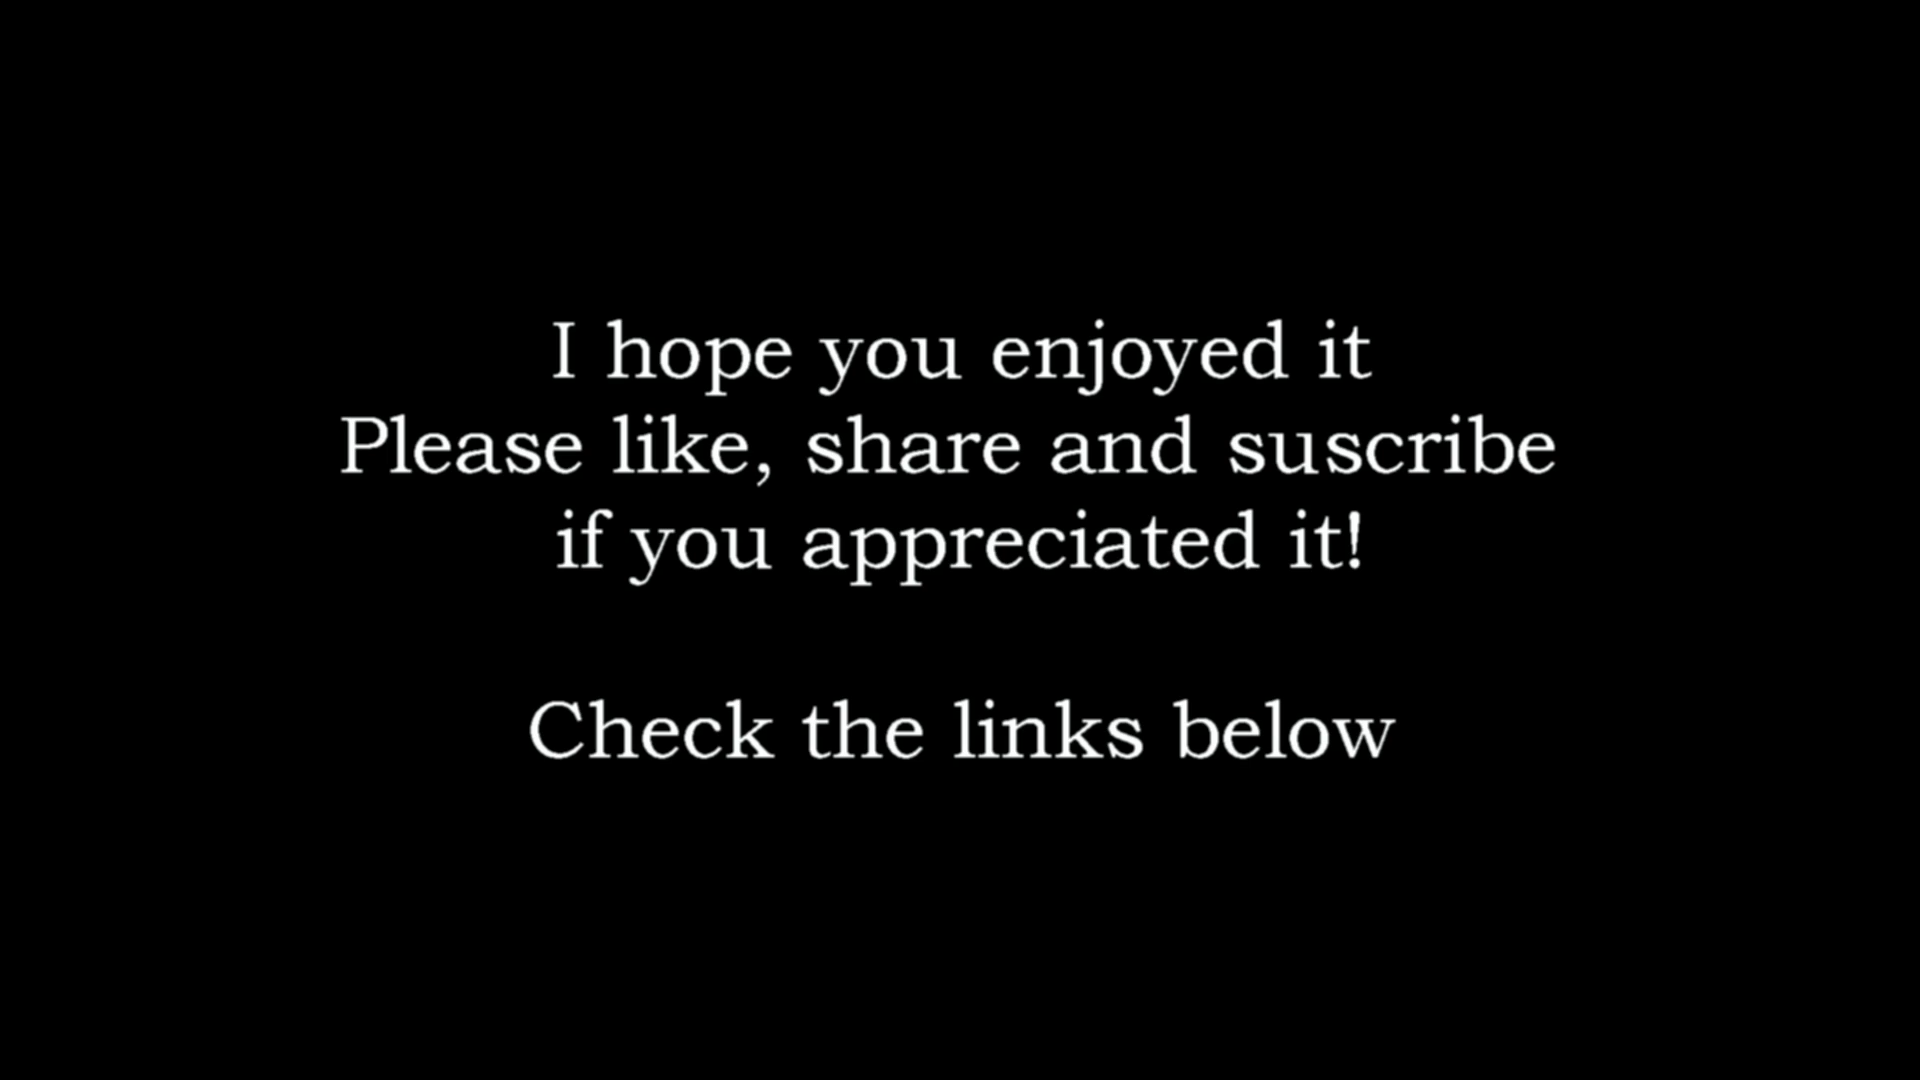 I hope you enjoyed it
Please like, share and suscribe
if you appreciated it!
Check the links below